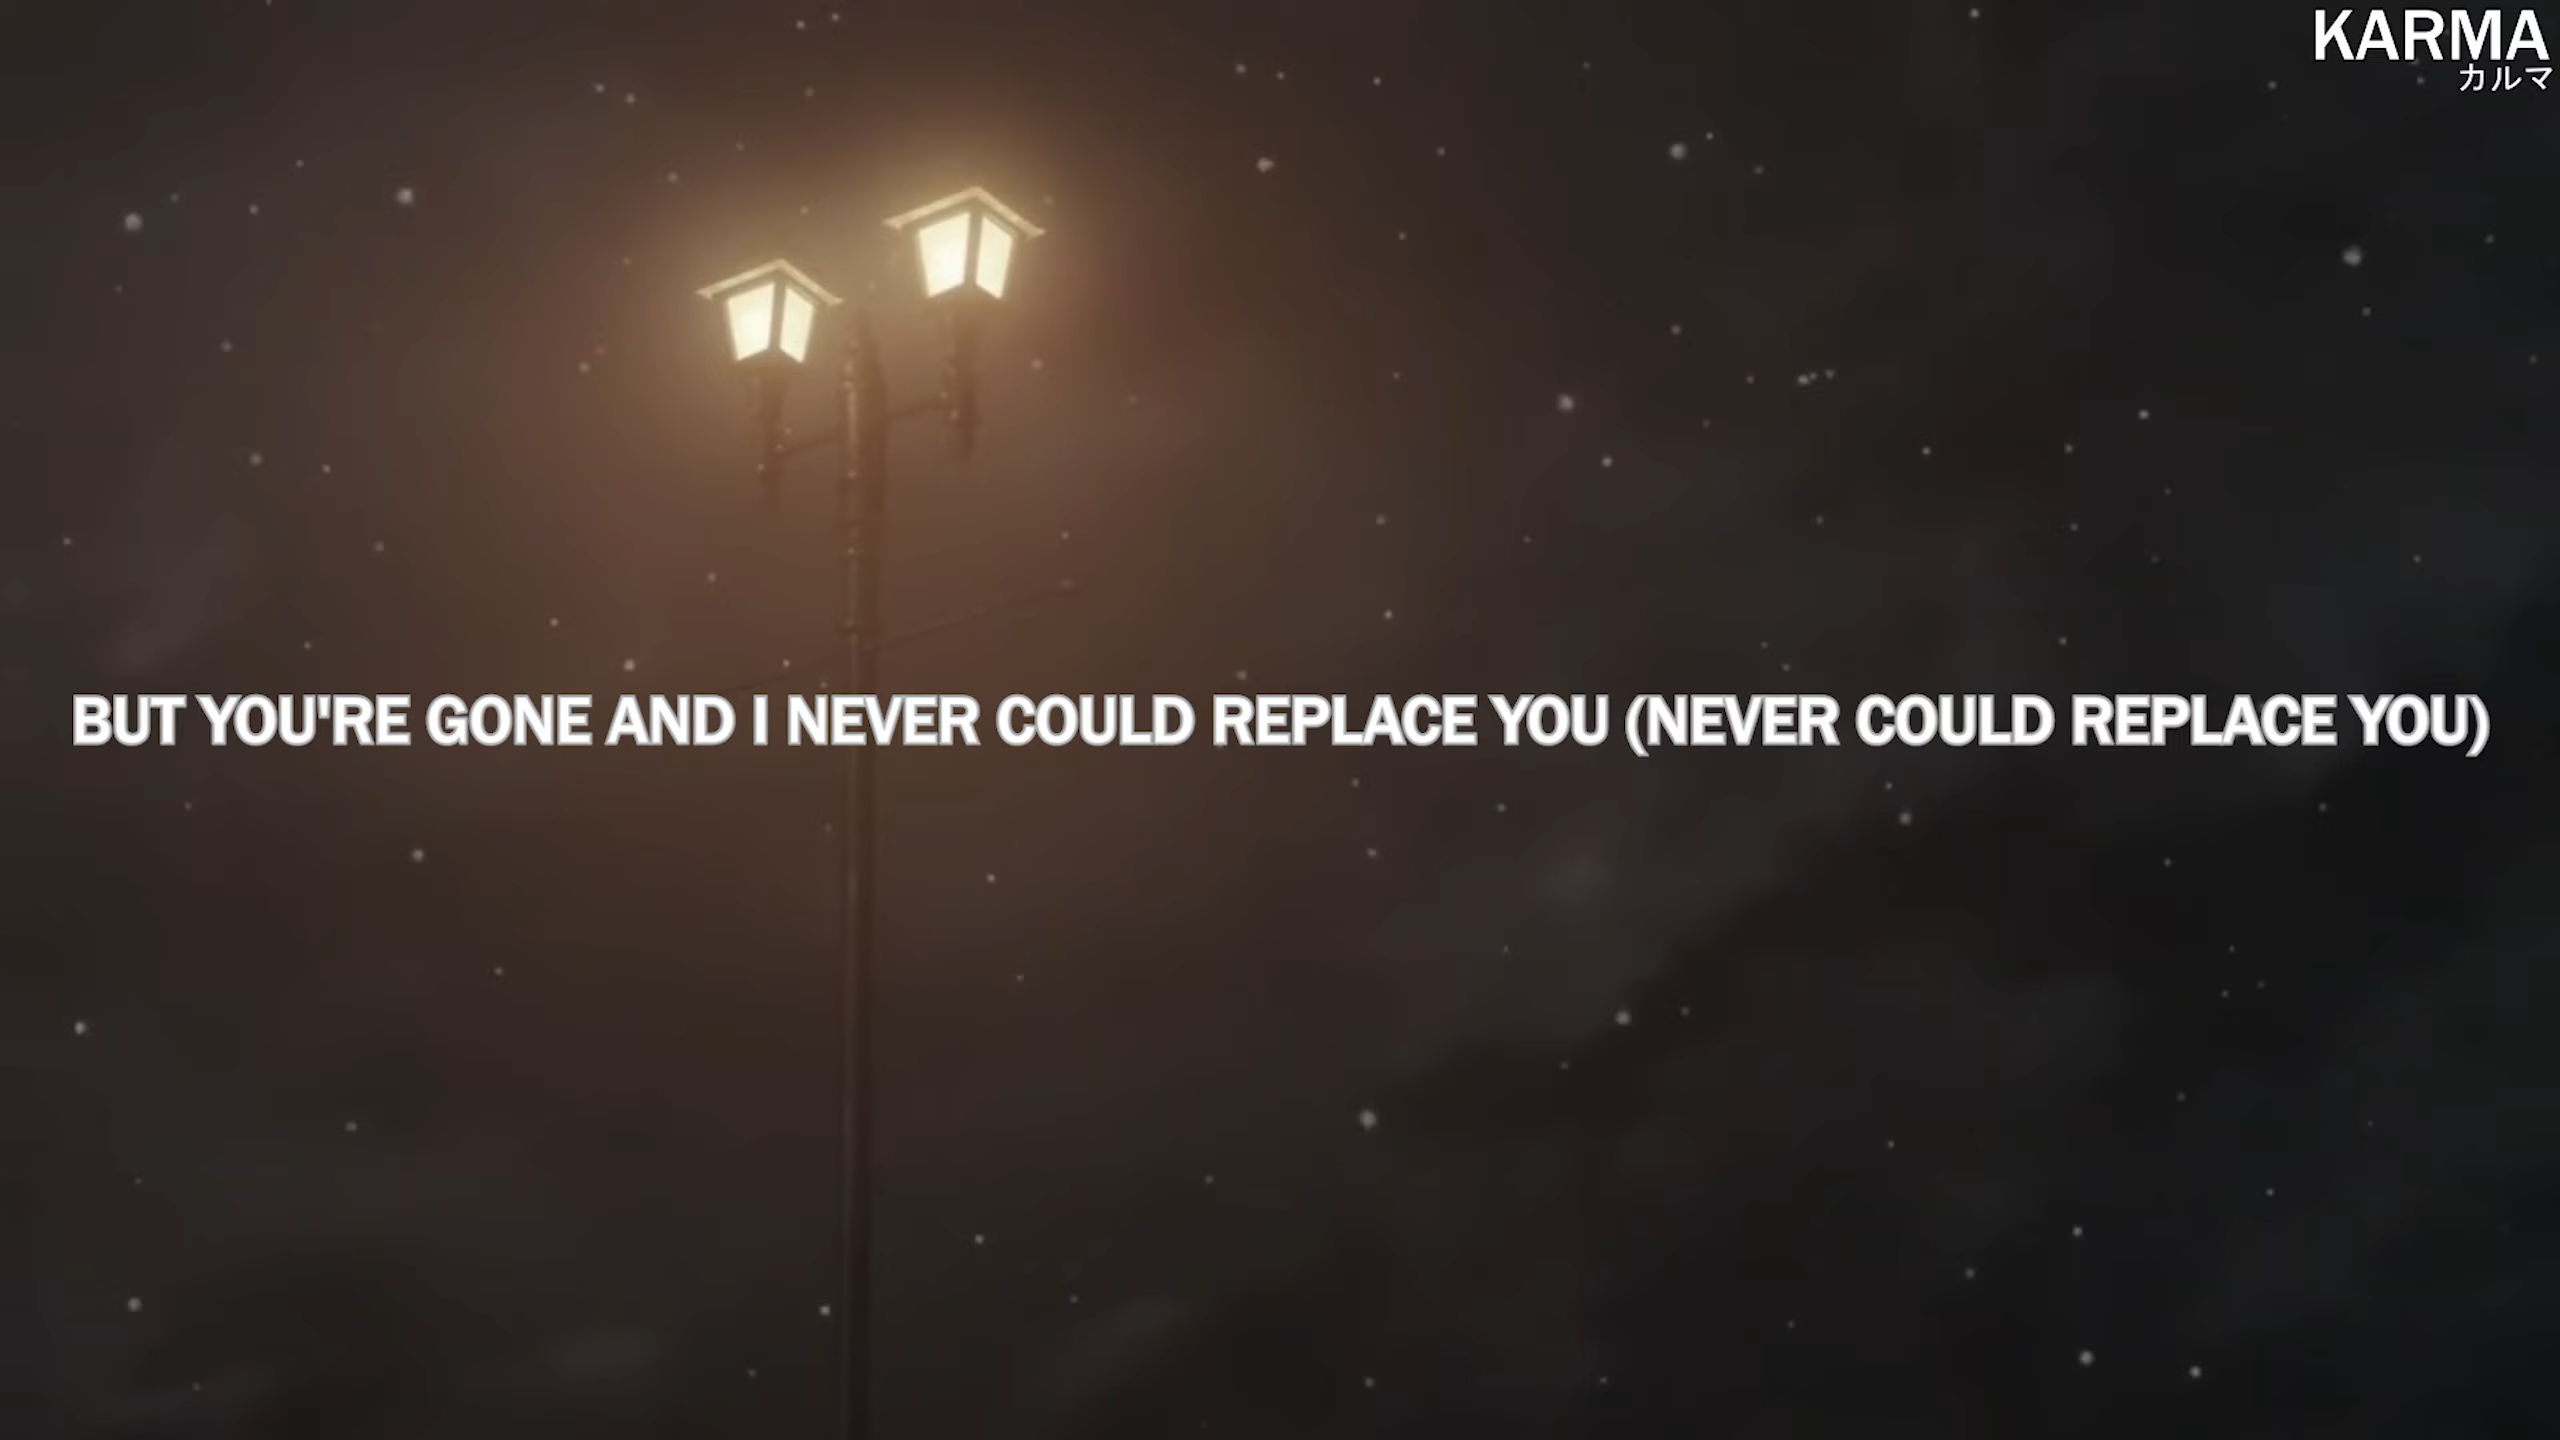 KARMA
カルマ
BUT YOU'RE GONE AND I NEVER COULD REPLACE YOU (NEVER COULD REPLACE YOU)